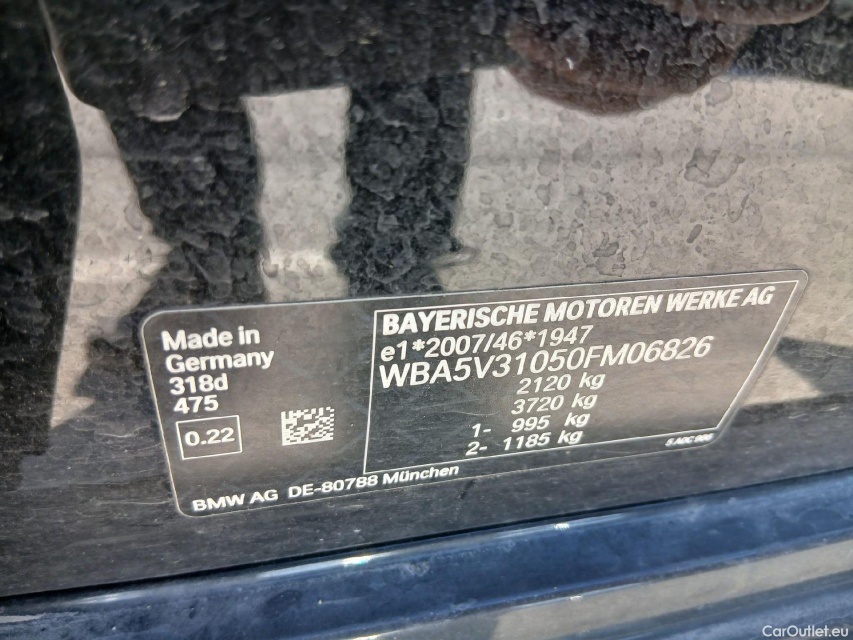 Made in
Germany
318d
475
0.22
BAYERISCHE MOTOREN WERKE AG
e1*2007/46*1947
WBA5V31050FM06826
2120 kg
3720 kg
1- 995 kg
2- 1185 kg
BMW AG DE-80788 München
CarOutlet.eu